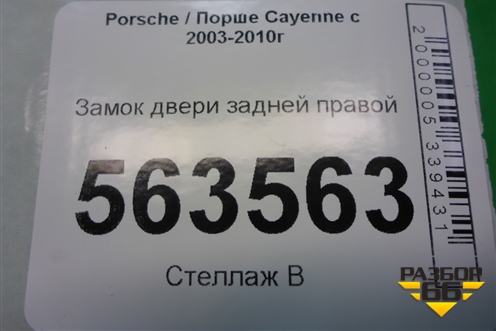 Porsche / Порше Cayenne с
2003-2010г
Замок двери задней правой
563563
Стеллаж В
2000005339431
РАЗБОР
66